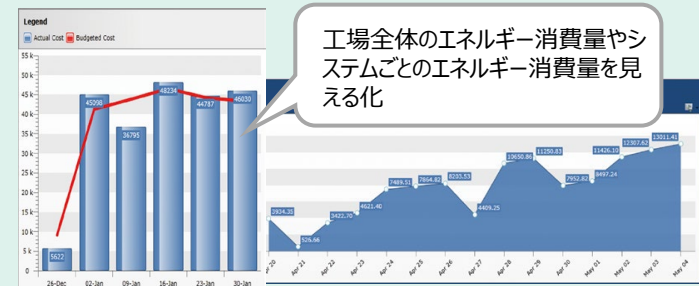 Legend
Actual Cost Budgeted Cost
工場全体のエネルギー消費量やシ
ステムごとのエネルギー消費量を見
える化
55 k
50 k
45 k
40 k
35 k
30 k
25 k
20 k
15 k
10 k
5 k
0
5622
45098
36795
48234
44787
46030
26-Dec 02-Jan 09-Jan 16-Jan 23-Jan 30-Jan
3934.35
526.66
3422.70
4621.40
7489.51
7864.82
8203.53
4409.25
10650.86
11250.83
7952.82
8497.24
11426.10
12307.62
13011.41
Apr 20 Apr 21 Apr 22 Apr 23 Apr 24 Apr 25 Apr 26 Apr 27 Apr 28 Apr 29 Apr 30 May 01 May 02 May 03 May 04